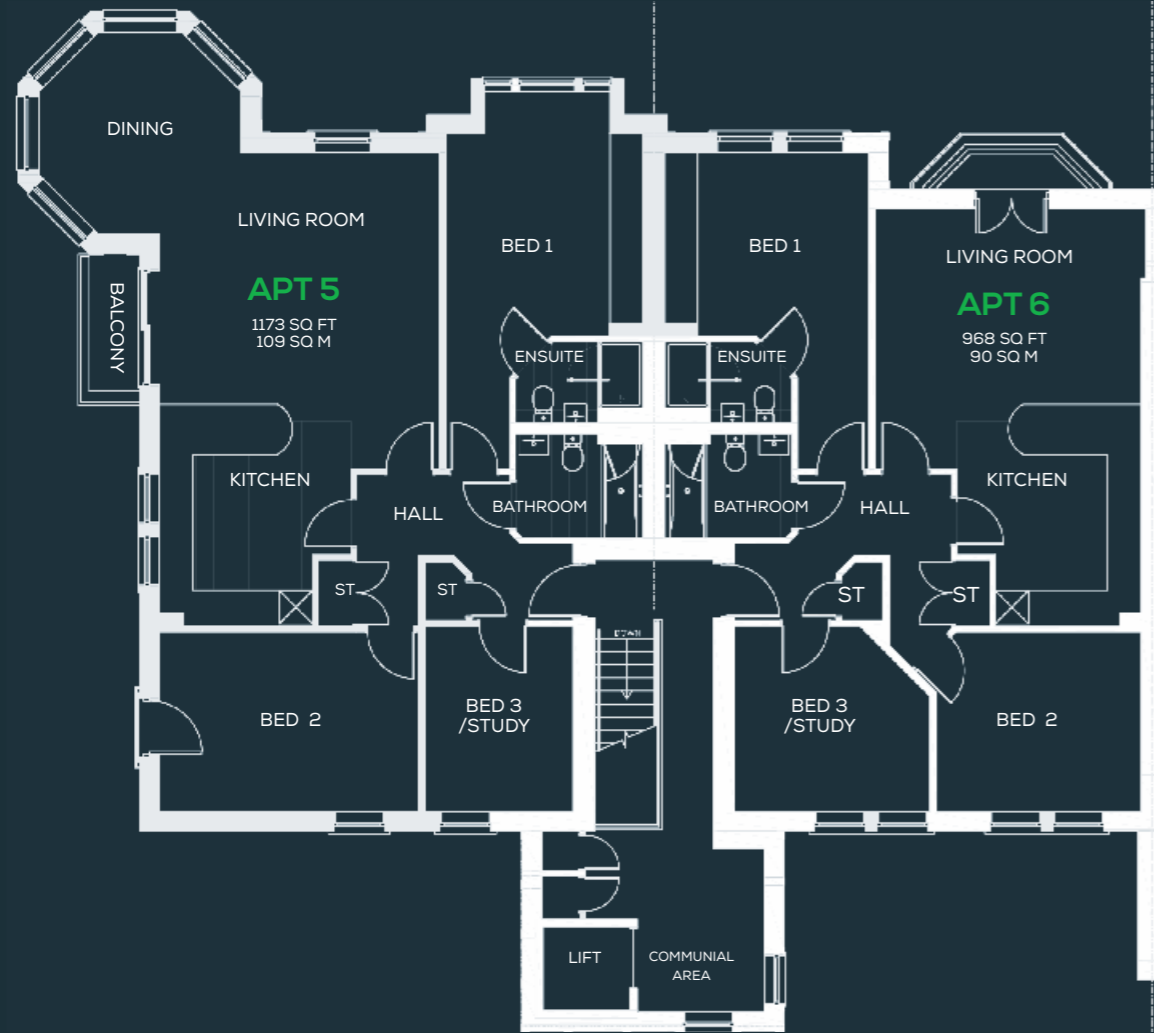 DINING
LIVING ROOM
APT 5
1173 SQ FT
109 SQ M
BALCONY
KITCHEN
HALL
ST
ST
BED 1
ENSUITE
BATHROOM
BED 2
BED 3
/STUDY
DOWN
BED 1
ENSUITE
BATHROOM
LIVING ROOM
APT 6
968 SQ FT
90 SQ M
KITCHEN
HALL
ST
ST
BED 3
/STUDY
BED 2
LIFT
COMMUNIAL
AREA